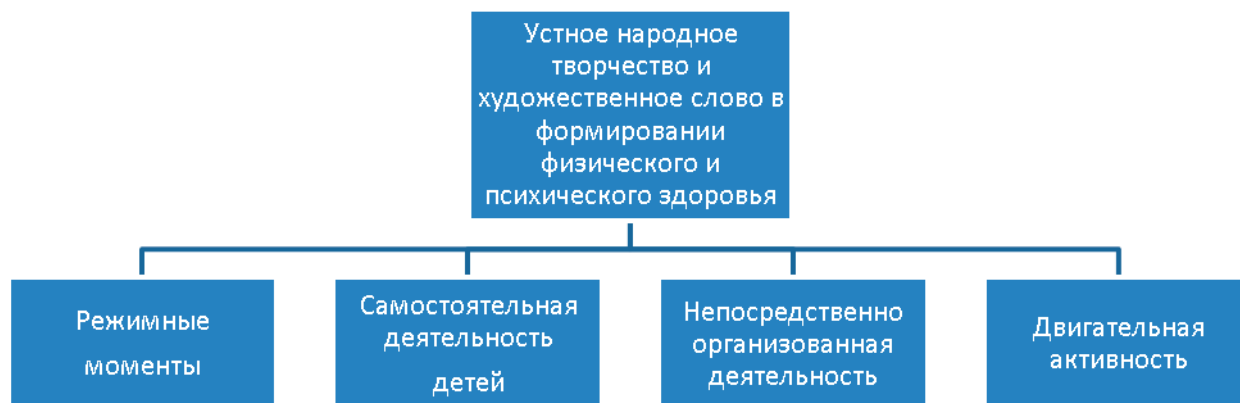 Устное народное
творчество и
художественное слово в
формировании
физического и
психического здоровья
Режимные
моменты
Самостоятельная
деятельность
детей
Непосредственно
организованная
деятельность
Двигательная
активность